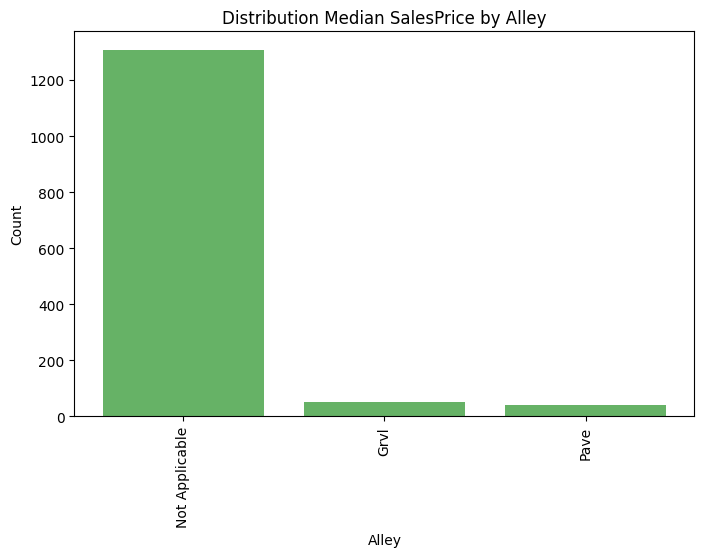 Distribution Median SalesPrice by Alley
Count
1200
1000
800
600
400
200
0
Not Applicable
Grvl
Pave
Alley